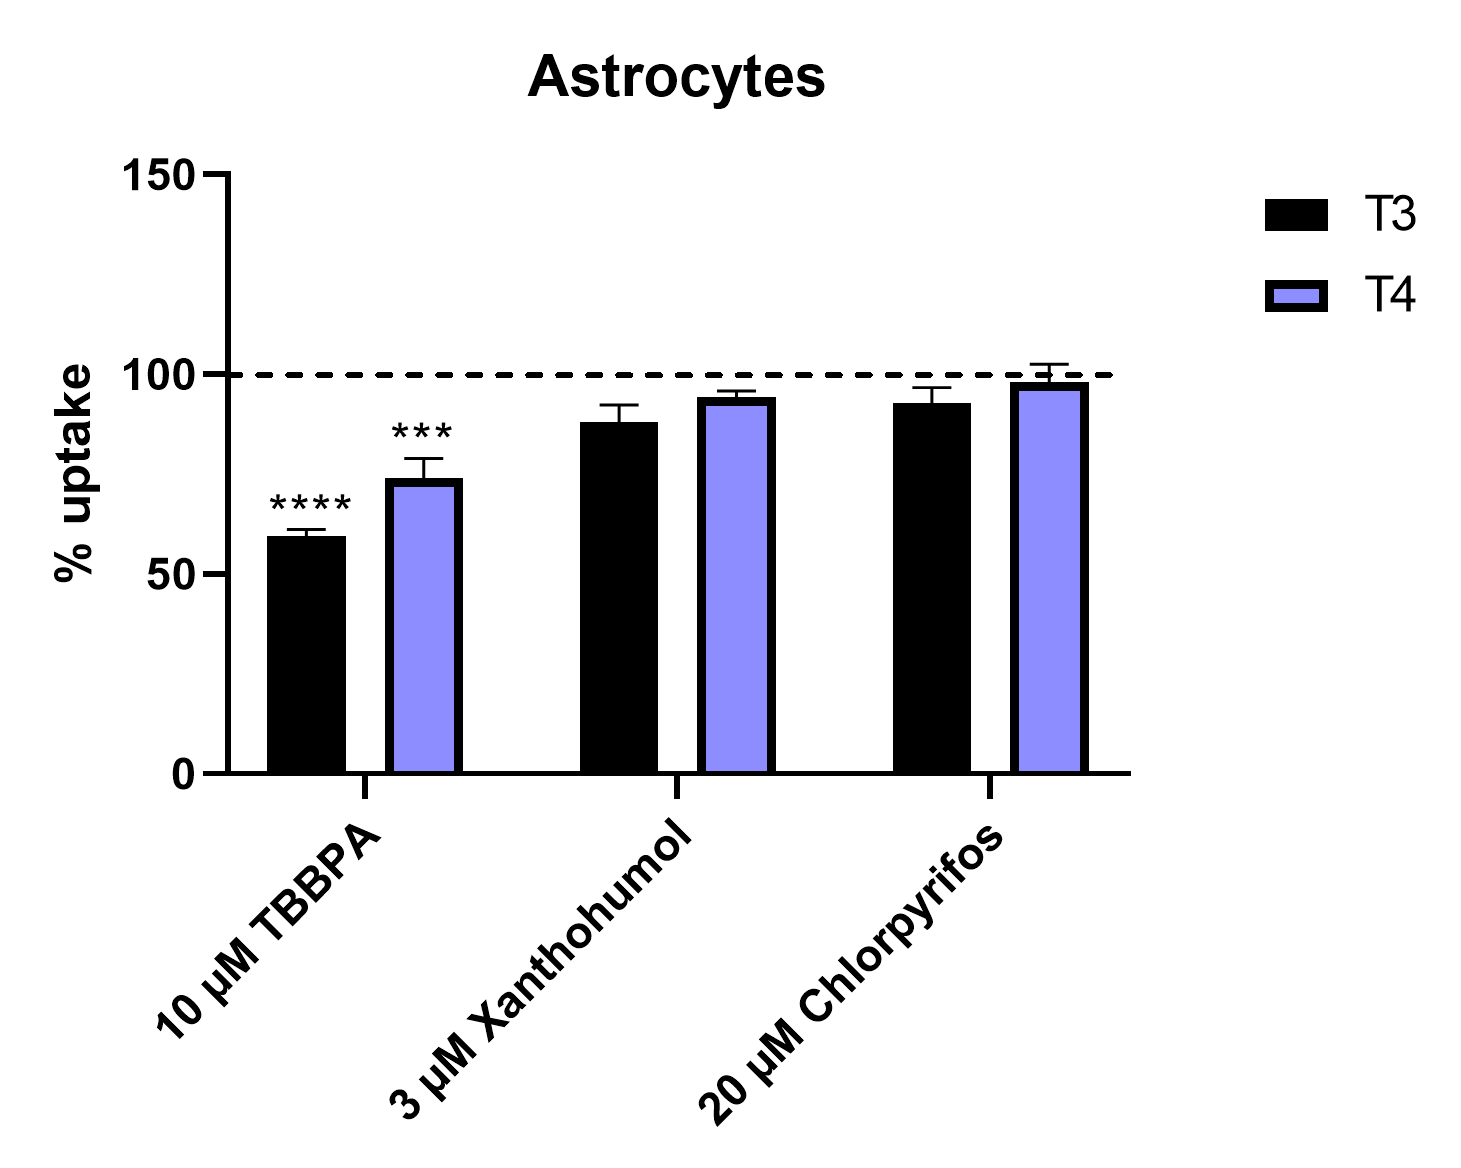 Astrocytes
% uptake
150
100
50
0
****
***
T3
T4
10 µM TBBPA
3 µM Xanthohumol
20 µM Chlorpyrifos